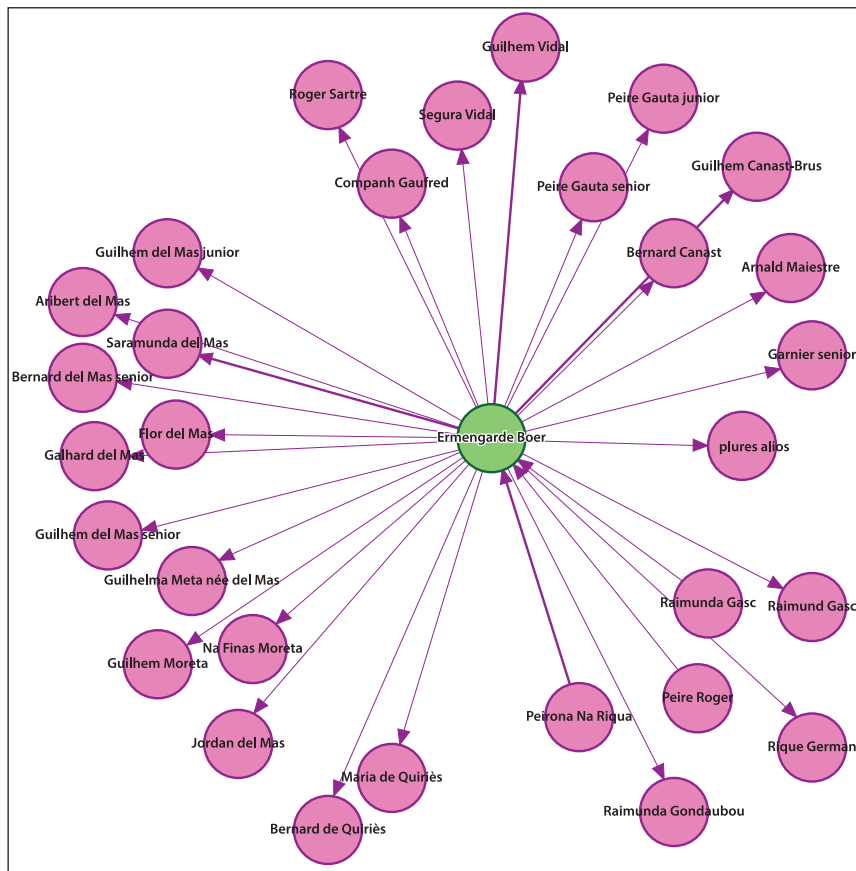 Guilhem Vidal
Roger Sartre
Peire Gauta junior
Segura Vidal
Guilhem Canast-Brus
Companh Gaufred
Peire Gauta senior
Guilhem del Mas junior
Bernard Canast
Arnald Maiestre
Aribert del Mas
Saramunda del Mas
Garnier senior
Bernard del Mas senior
Flor del Mas
Ermengarde Boer
plures alios
Galhard del Mas
Guilhem del Mas senior
Guilhelma Meta née del Mas
Raimunda Gasc
Raimund Gasc
Na Finas Moreta
Guilhem Moreta
Peire Roger
Peirona Na Riqua
Jordan del Mas
Rique German
Maria de Quiriès
Raimunda Gondaubou
Bernard de Quiriès